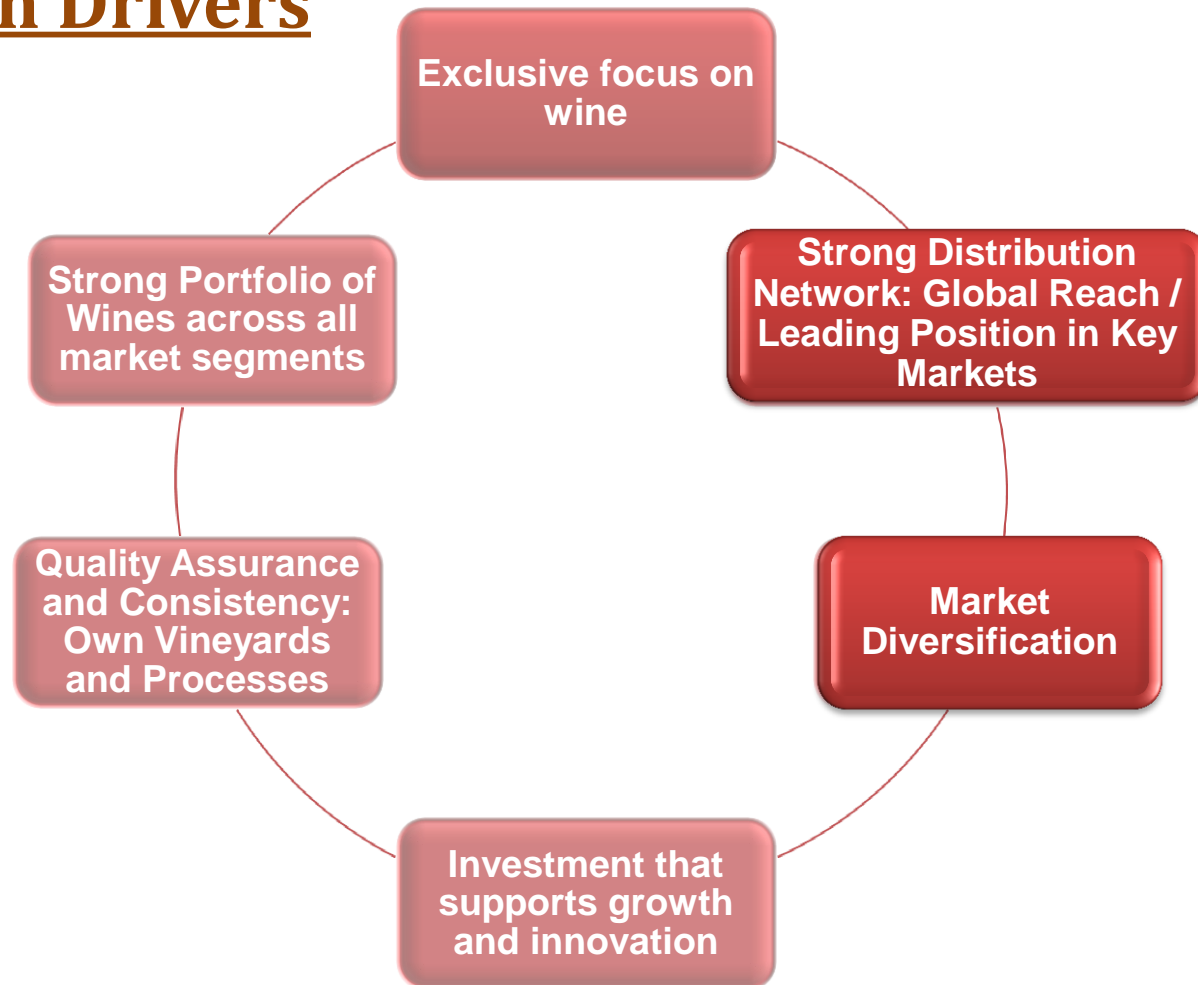 Drivers
Exclusive focus on
wine
Strong Distribution
Network: Global Reach /
Leading Position in Key
Markets
Market
Diversification
Investment that
supports growth
and innovation
Quality Assurance
and Consistency:
Own Vineyards
and Processes
Strong Portfolio of
Wines across all
market segments